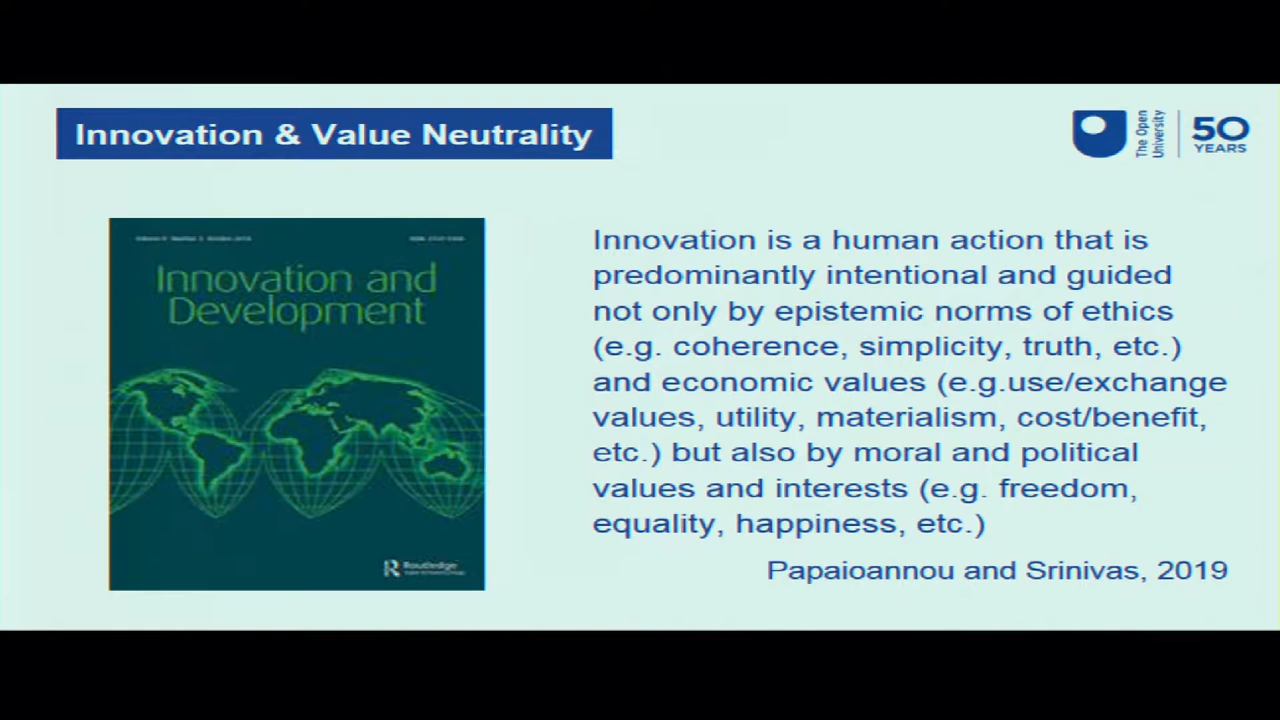 Innovation & Value Neutrality
The Open
University
50
YEARS
Innovation and
Development
Routledge
Innovation is a human action that is
predominantly intentional and guided
not only by epistemic norms of ethics
(e.g. coherence, simplicity, truth, etc.)
and economic values (e.g.use/exchange
values, utility, materialism, cost/benefit,
etc.) but also by moral and political
values and interests (e.g. freedom,
equality, happiness, etc.)
Papaioannou and Srinivas, 2019